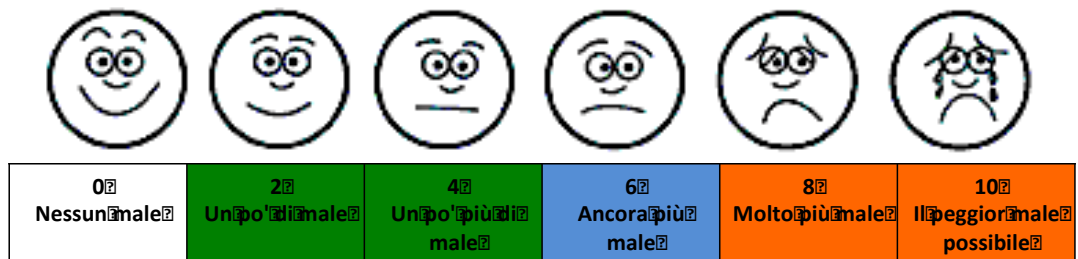 0 2 4 6 8 10
Nessun male Un po' di male Un po' più di Ancora più Molto più male Il peggior male
male male possibile